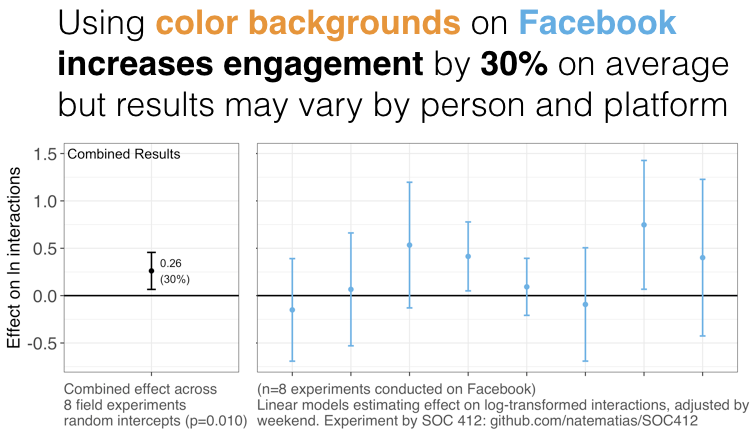 Using color backgrounds on Facebook
increases engagement by 30% on average
but results may vary by person and platform
Effect on ln interactions
1.5
1.0
0.5
0.0
-0.5
Combined Results
0.26
(30%)
Combined effect across
8 field experiments
random intercepts (p=0.010)
(n=8 experiments conducted on Facebook)
Linear models estimating effect on log-transformed interactions, adjusted by
weekend. Experiment by SOC 412: github.com/natematias/SOC412